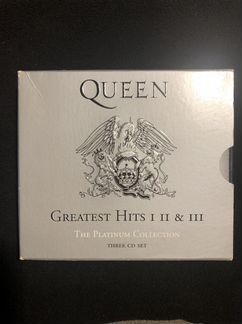 QUEEN
GREATEST HITS I II & III
THE PLATINUM COLLECTION
THREE CD SET